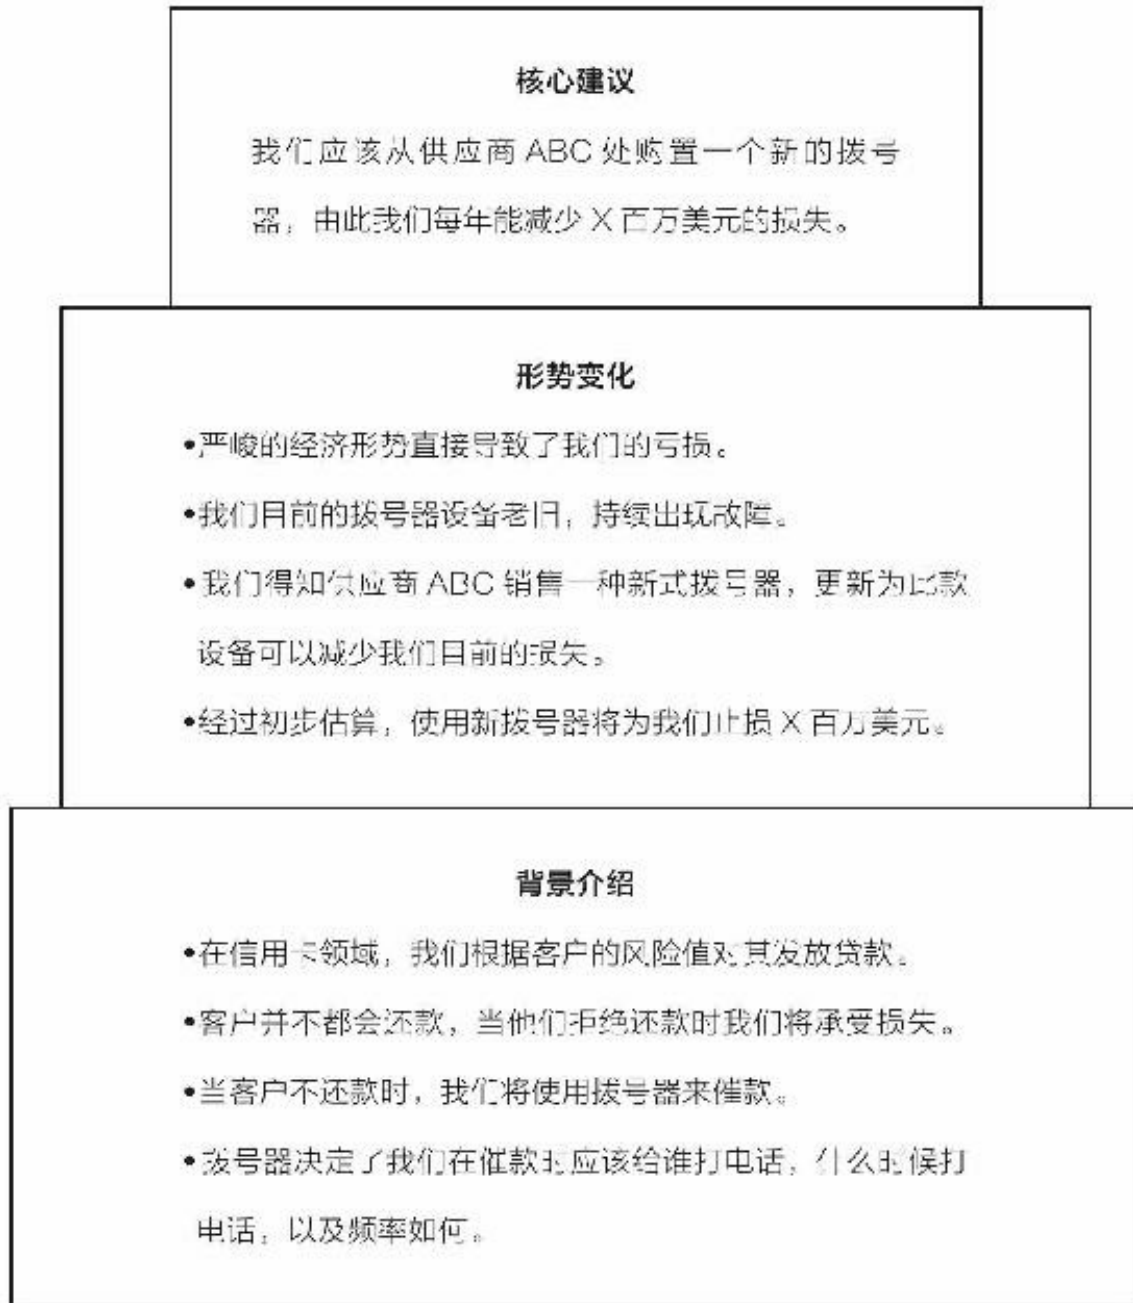 核心建议
我们应该从供应商 ABC 处购置一个新的拨号
器，由此我们每年能减少 X 百万美元的损失。
形势变化
•严峻的经济形势直接导致了我们的亏损。
•我们目前的拨号器设备老旧，持续出现故障。
•我们得知供应商 ABC 销售一种新式拨号器，更新为此款
设备可以减少我们目前的损失。
•经过初步估算，使用新拨号器将为我们止损 X 百万美元。
背景介绍
•在信用卡领域，我们根据客户的风险值对其发放贷款。
•客户并不都会还款，当他们拒绝还款时我们将承受损失。
•当客户不还款时，我们将使用拨号器来催款。
•拨号器决定了我们在催款时应该给谁打电话，什么时候打
电话，以及频率如何。